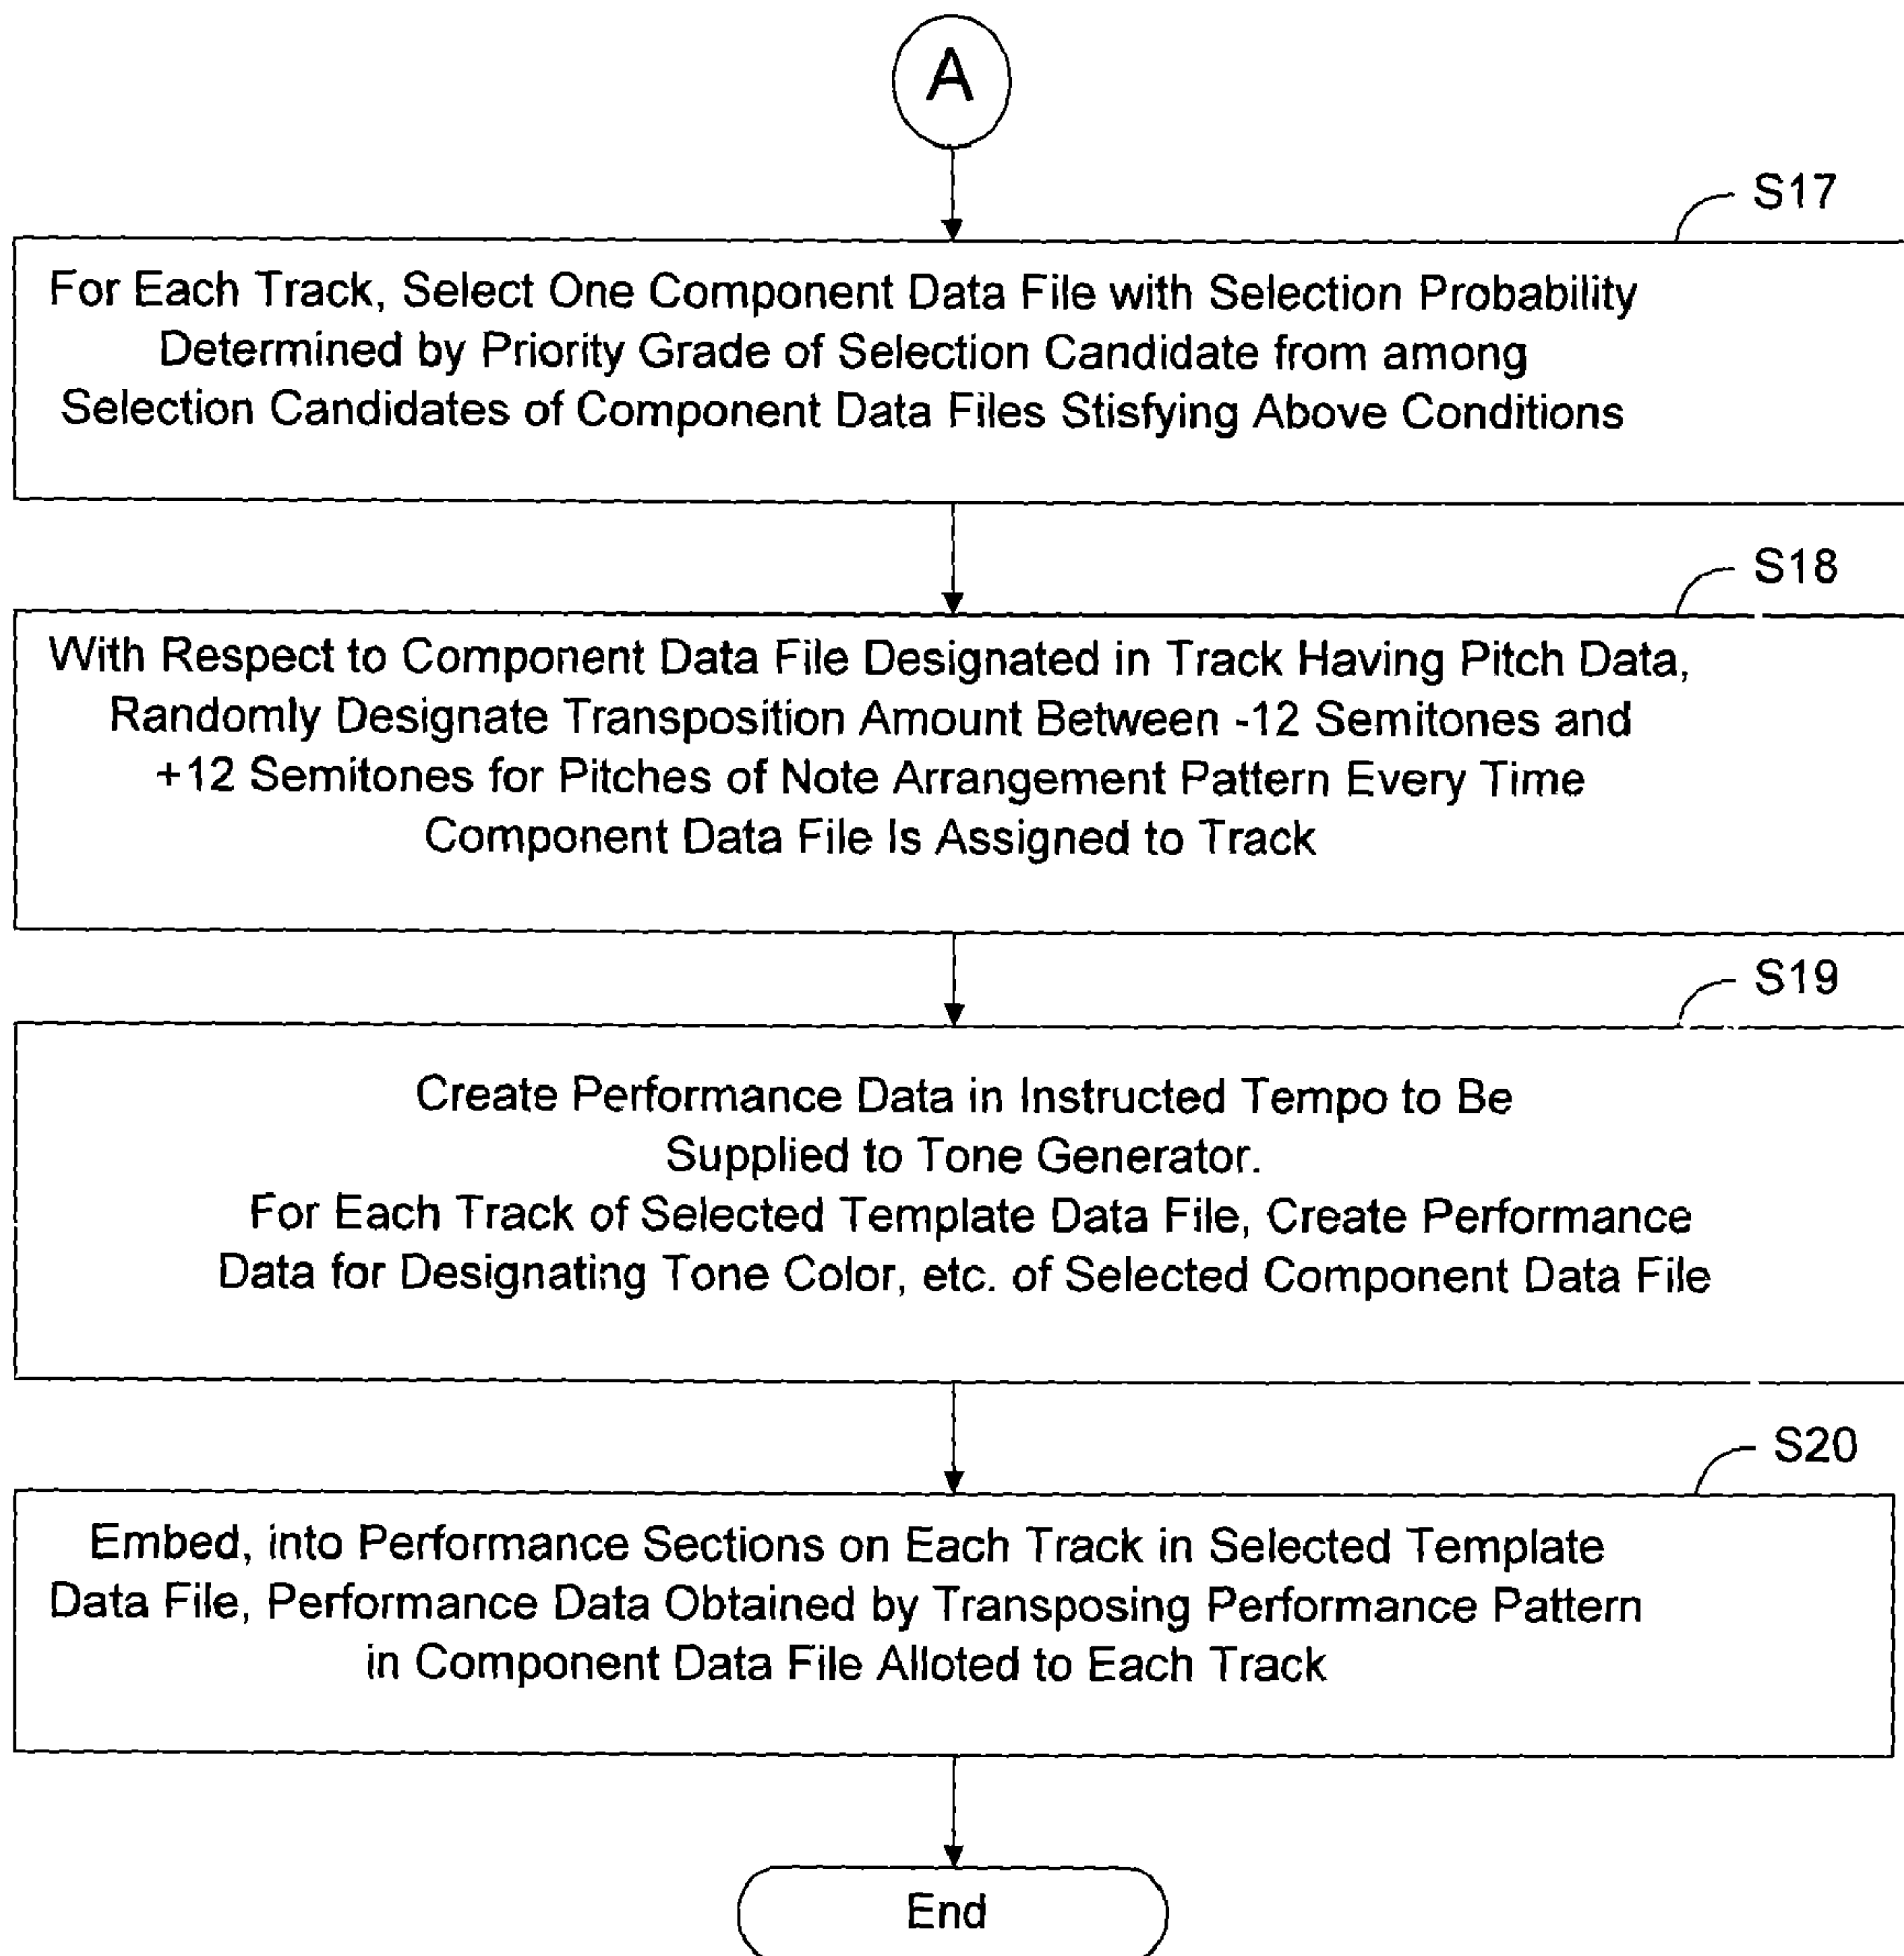 A
S17
For Each Track, Select One Component Data File with Selection Probability
Determined by Priority Grade of Selection Candidate from among
Selection Candidates of Component Data Files Stisfying Above Conditions
S18
With Respect to Component Data File Designated in Track Having Pitch Data,
Randomly Designate Transposition Amount Between -12 Semitones and
+12 Semitones for Pitches of Note Arrangement Pattern Every Time
Component Data File Is Assigned to Track
S19
Create Performance Data in Instructed Tempo to Be
Supplied to Tone Generator.
For Each Track of Selected Template Data File, Create Performance
Data for Designating Tone Color, etc. of Selected Component Data File
S20
Embed, into Performance Sections on Each Track in Selected Template
Data File, Performance Data Obtained by Transposing Performance Pattern
in Component Data File Alloted to Each Track
End